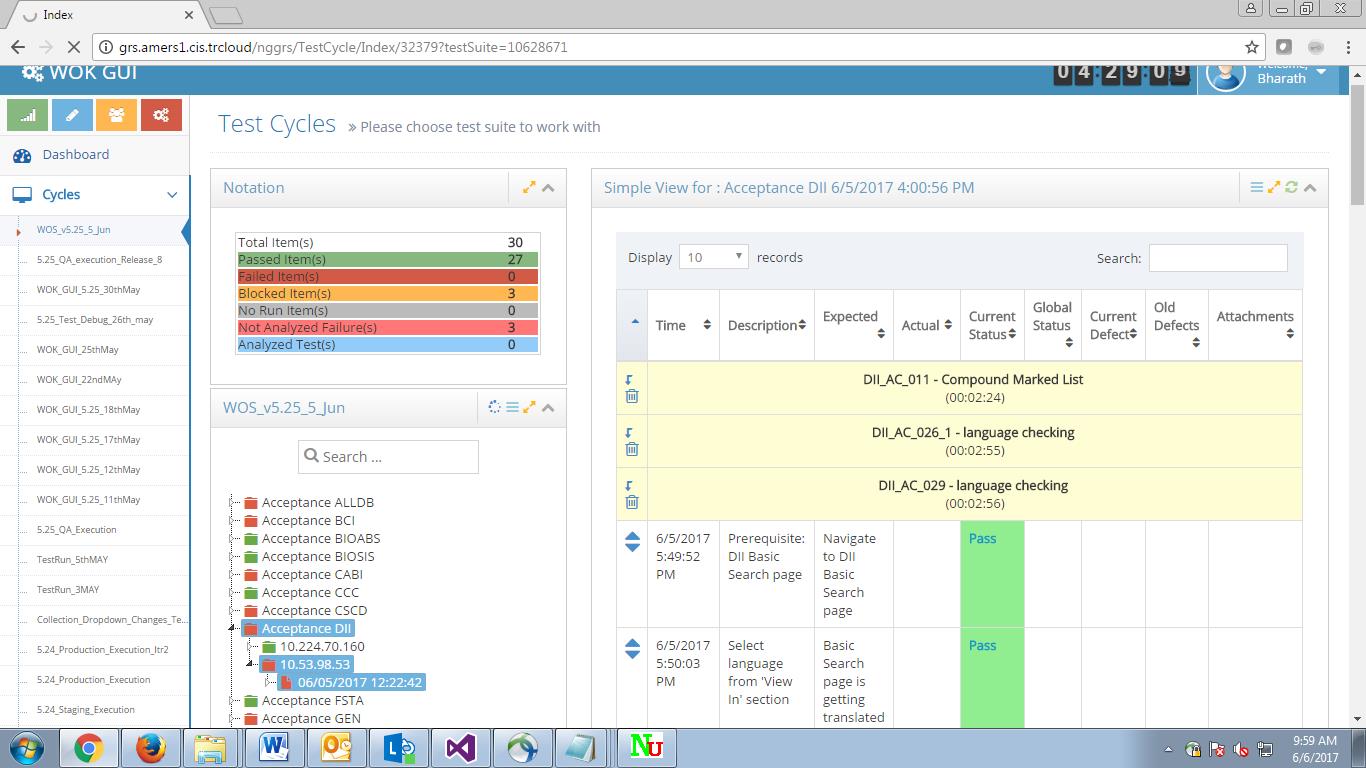 Index
grs.amers1.cis.trcloud/nggrs/TestCycle/Index/32379?testSuite=10628671
WOK GUI
04:29:09
Welcome,
Bharath
Test Cycles » Please choose test suite to work with
Dashboard
Cycles
WOS_v5.25_5_Jun
5.25_QA_execution_Release_8
WOK_GUI_5.25_30thMay
5.25_Test_Debug_26th_may
WOK_GUI_25thMay
WOK_GUI_22ndMAy
WOK_GUI_5.25_18thMay
WOK_GUI_5.25_17thMay
WOK_GUI_5.25_12thMay
WOK_GUI_5.25_11thMay
5.25_QA_Execution
TestRun_5thMAY
TestRun_3MAY
Collection_Dropdown_Changes_Te...
5.24_Production_Execution_Itr2
5.24_Production_Execution
5.24_Staging_Execution
Notation
Total Item(s) 30
Passed Item(s) 27
Failed Item(s) 0
Blocked Item(s) 3
No Run Item(s) 0
Not Analyzed Failure(s) 3
Analyzed Test(s) 0
WOS_v5.25_5_Jun
Search ...
Acceptance ALLDB
Acceptance BCI
Acceptance BIOABS
Acceptance BIOSIS
Acceptance CABI
Acceptance CCC
Acceptance CSCD
Acceptance DII
10.224.70.160
10.53.98.53
06/05/2017 12:22:42
Acceptance FSTA
Acceptance GEN
Simple View for : Acceptance DII 6/5/2017 4:00:56 PM
Display 10 records
Search:
Time
Description
Expected
Actual
Current
Status
Global
Status
Current
Defect
Old
Defects
Attachments
DII_AC_011 - Compound Marked List
(00:02:24)
DII_AC_026_1 - language checking
(00:02:55)
DII_AC_029 - language checking
(00:02:56)
6/5/2017
5:49:52
PM
Prerequisite:
DII Basic
Search page
Navigate
to DII
Basic
Search
page
Pass
6/5/2017
5:50:03
PM
Select
language
from 'View
In' section
Basic
Search
page is
getting
translated
Pass
9:59 AM
6/6/2017